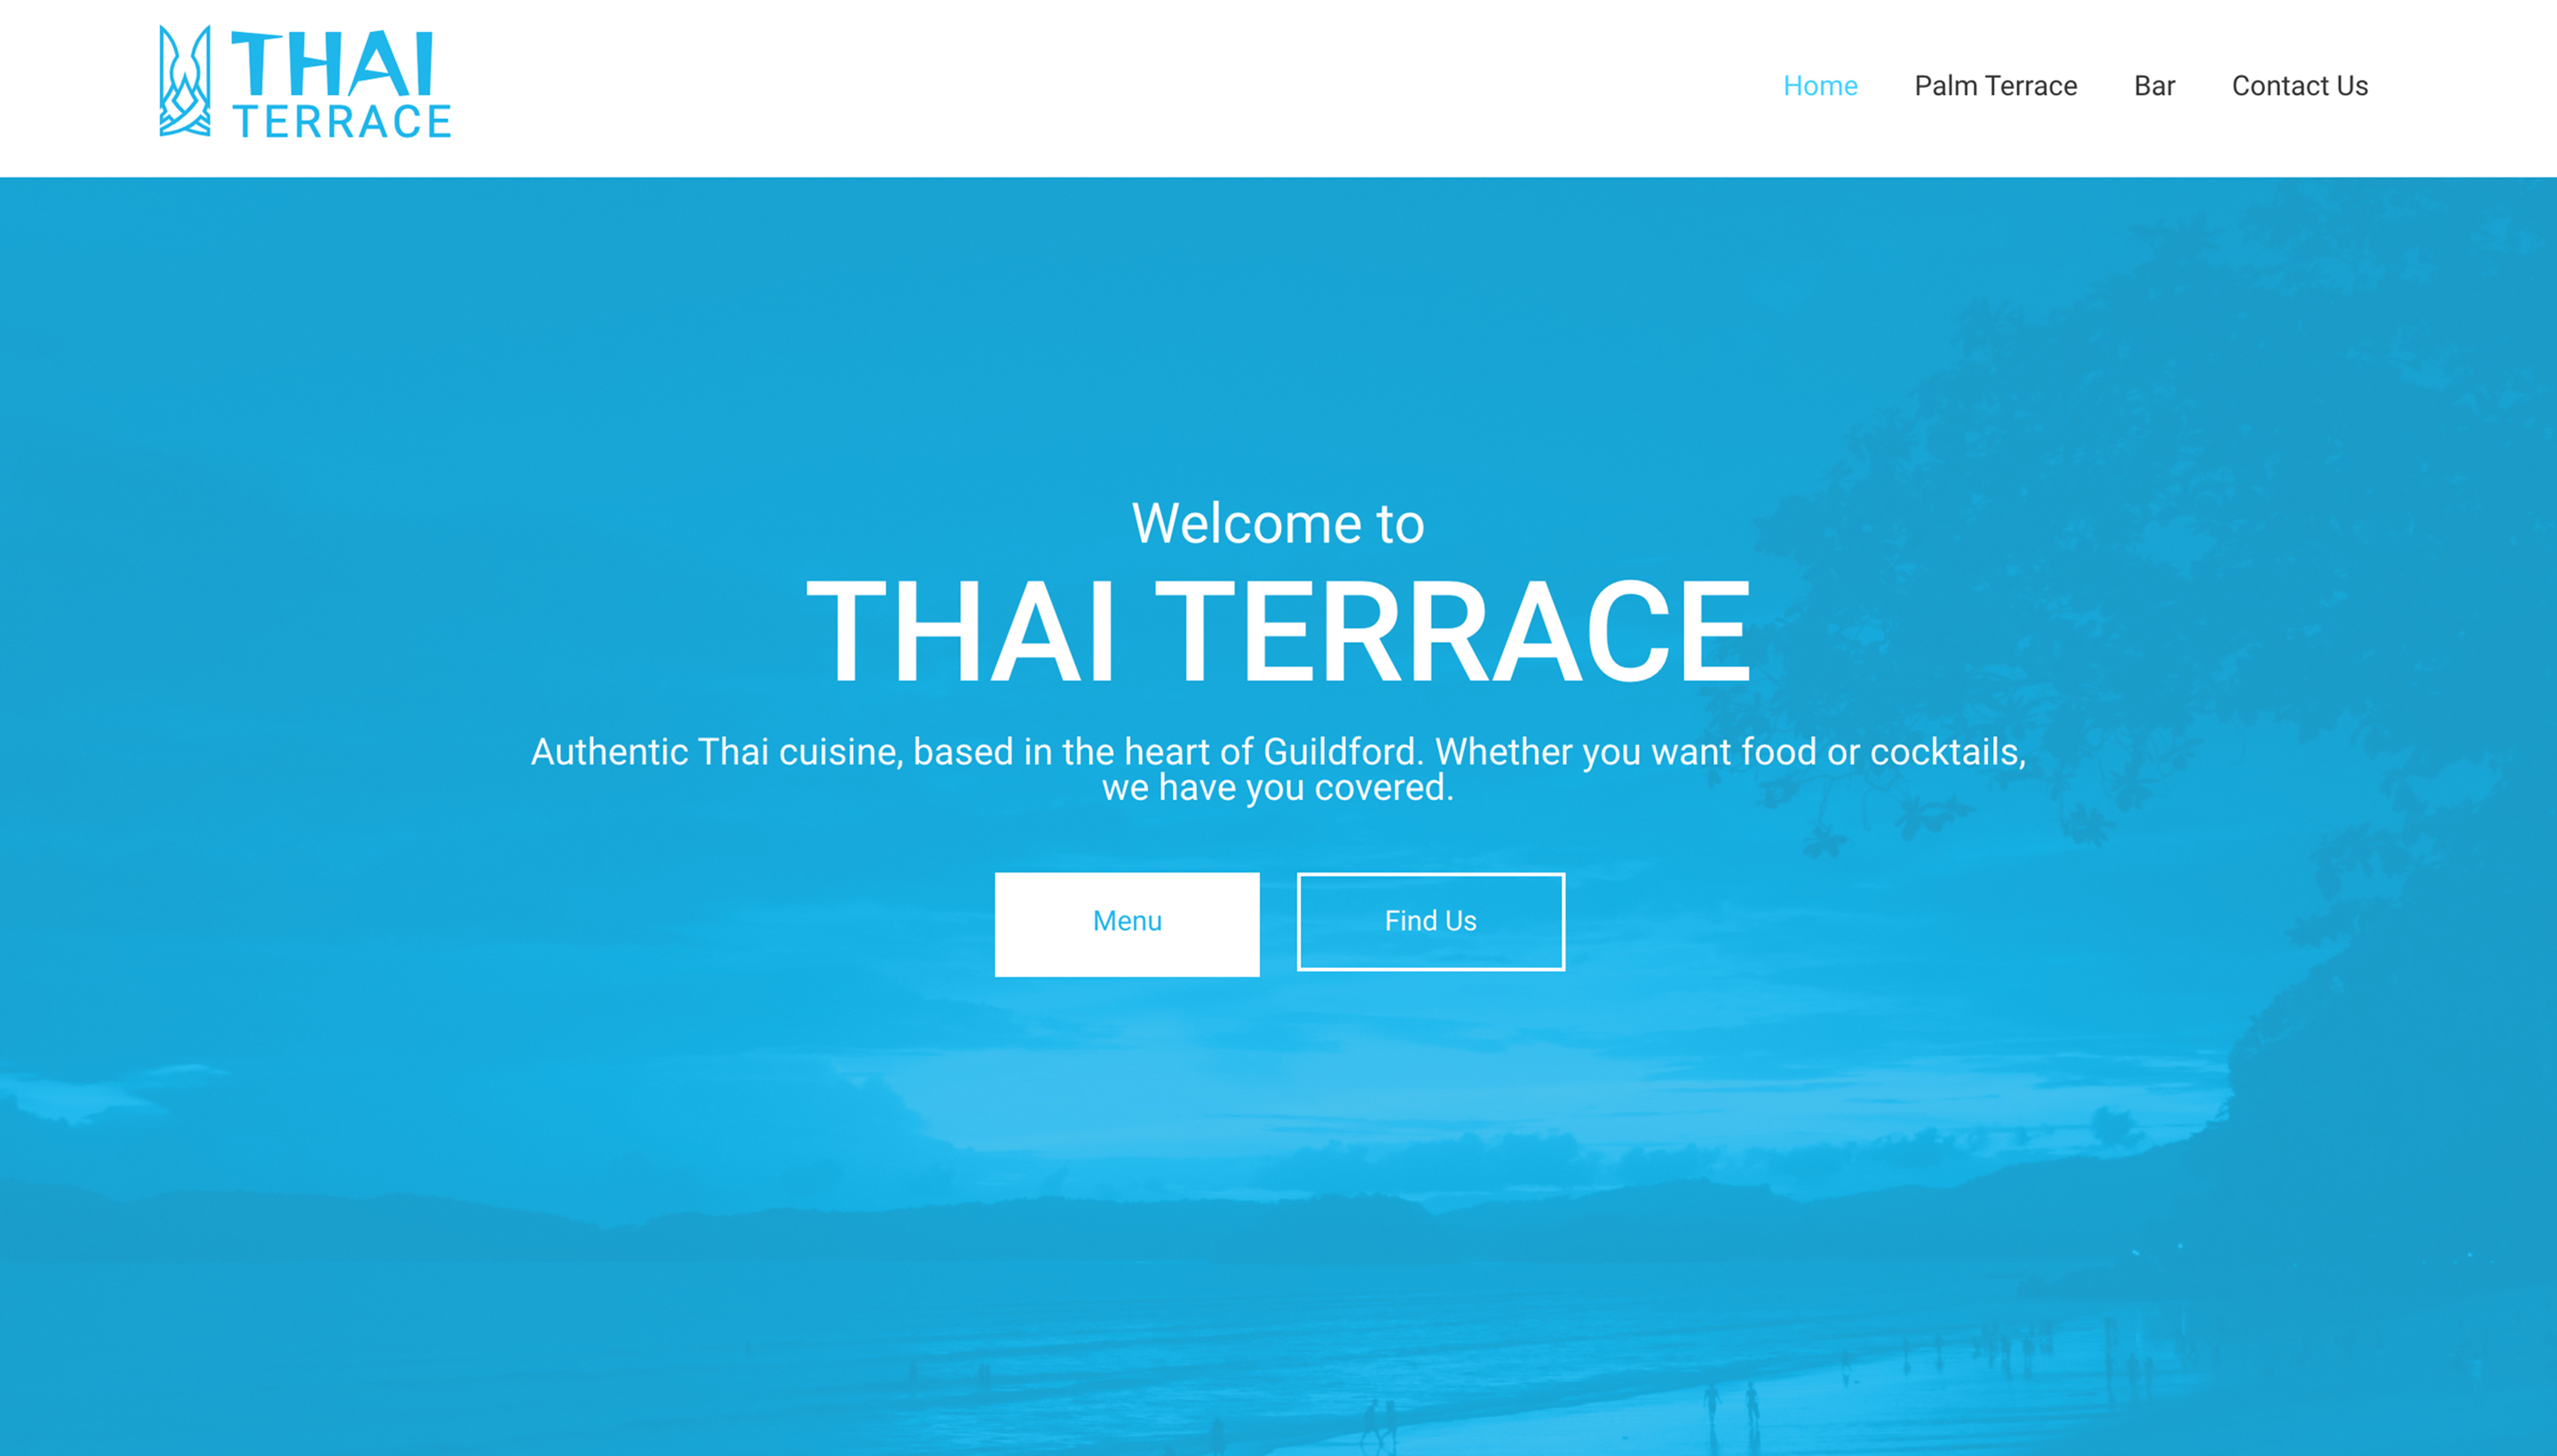 THAI
TERRACE
Home Palm Terrace Bar Contact Us
Welcome to
THAI TERRACE
Authentic Thai cuisine, based in the heart of Guildford. Whether you want food or cocktails,
we have you covered.
Menu Find Us